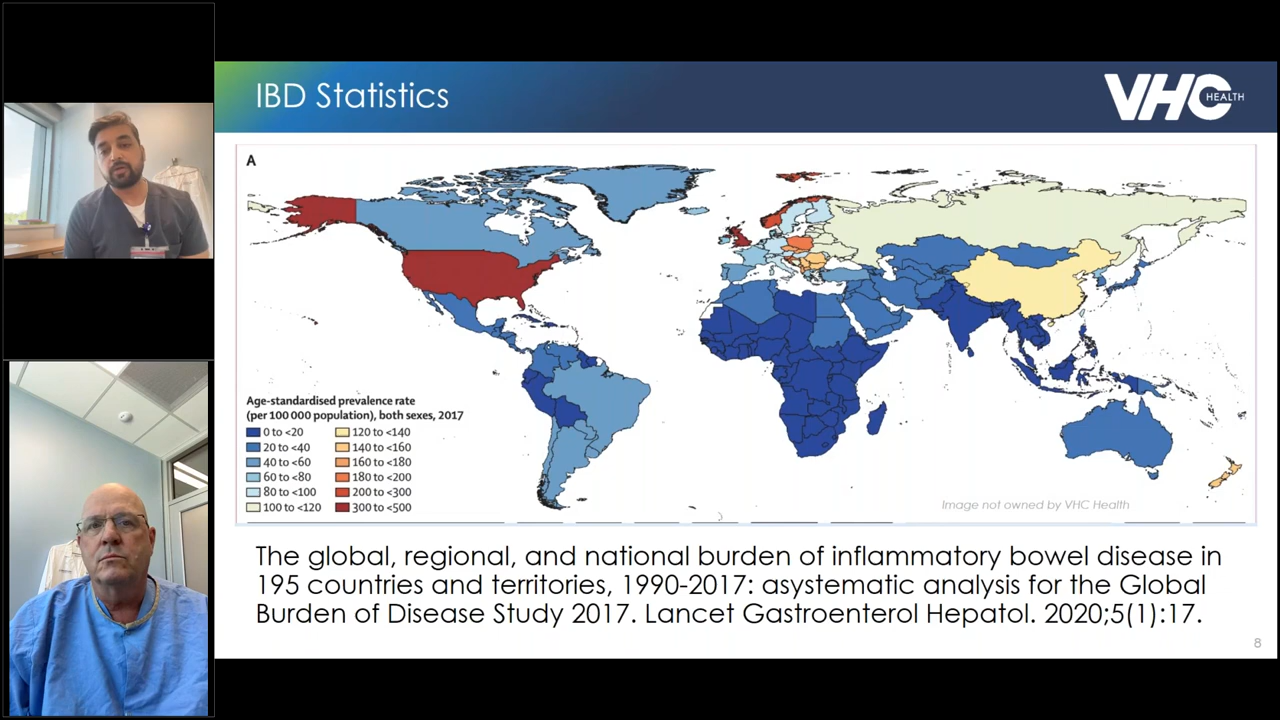 IBD Statistics
VHC
HEALTH
A
Age-standardised prevalence rate
(per 100 000 population), both sexes, 2017
0 to <20
20 to <40
40 to <60
60 to <80
80 to <100
100 to <120
120 to <140
140 to <160
160 to <180
180 to <200
200 to <300
300 to <500
Image not owned by VHC Health
The global, regional, and national burden of inflammatory bowel disease in
195 countries and territories, 1990-2017: asystematic analysis for the Global
Burden of Disease Study 2017. Lancet Gastroenterol Hepatol. 2020;5(1):17.
8